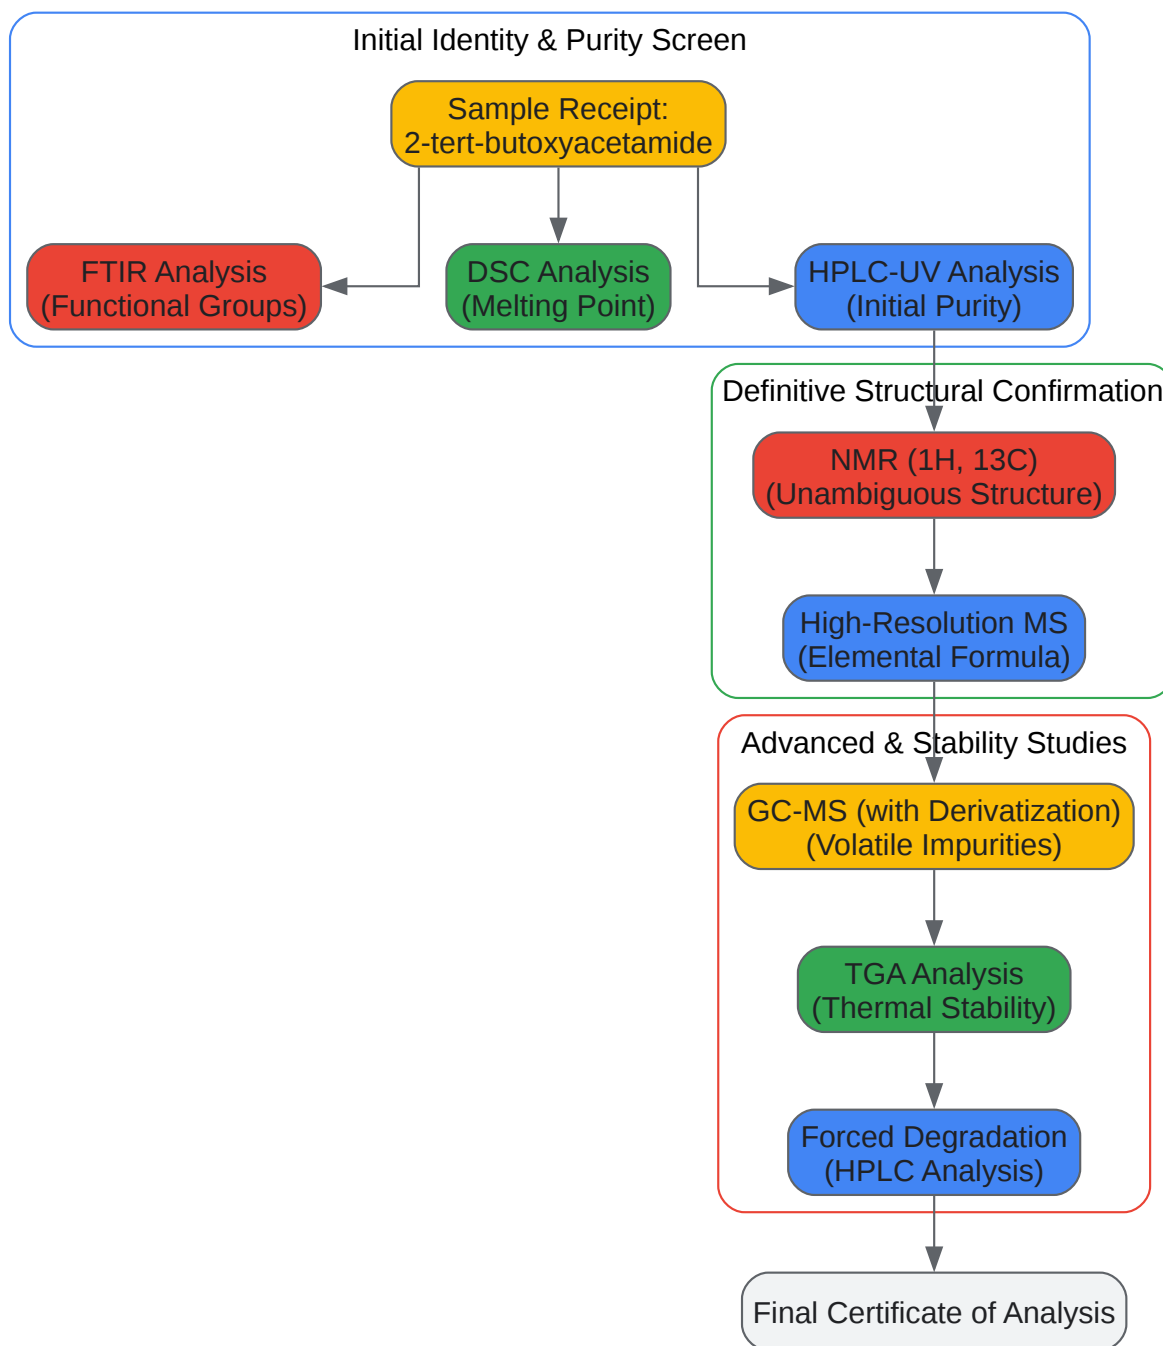 Initial Identity & Purity Screen
Sample Receipt:
2-tert-butoxyacetamide
FTIR Analysis
(Functional Groups)
DSC Analysis
(Melting Point)
HPLC-UV Analysis
(Initial Purity)
Definitive Structural Confirmation
NMR (1H, 13C)
(Unambiguous Structure)
High-Resolution MS
(Elemental Formula)
Advanced & Stability Studies
GC-MS (with Derivatization)
(Volatile Impurities)
TGA Analysis
(Thermal Stability)
Forced Degradation
(HPLC Analysis)
Final Certificate of Analysis